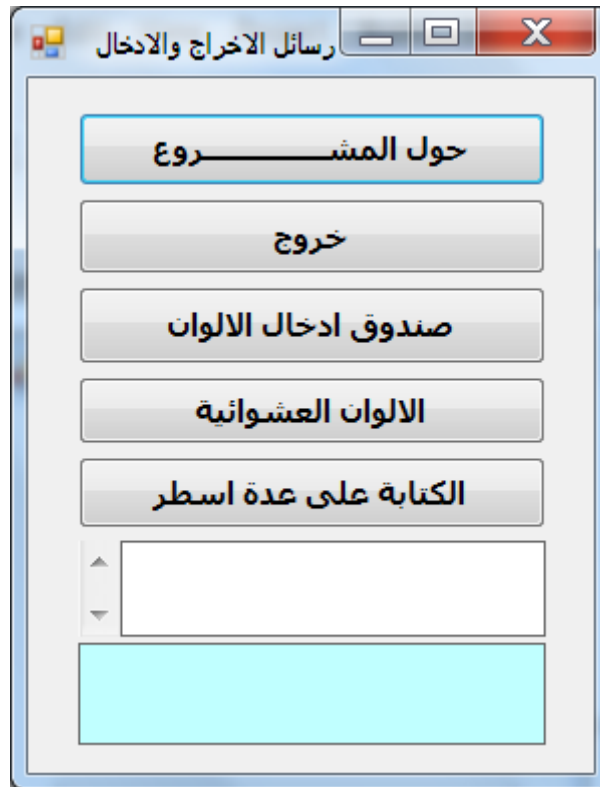 رسائل الاخراج والادخال
حول المشـــــــــــروع
خروج
صندوق ادخال الالوان
الالوان العشوائية
الكتابة على عدة اسطر